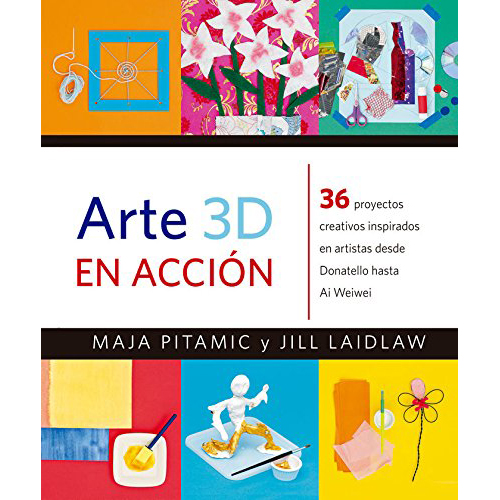 Arte 3D
EN ACCIÓN
36 proyectos
creativos inspirados
en artistas desde
Donatello hasta
Ai Weiwei
MAJA PITAMIC y JILL LAIDLAW